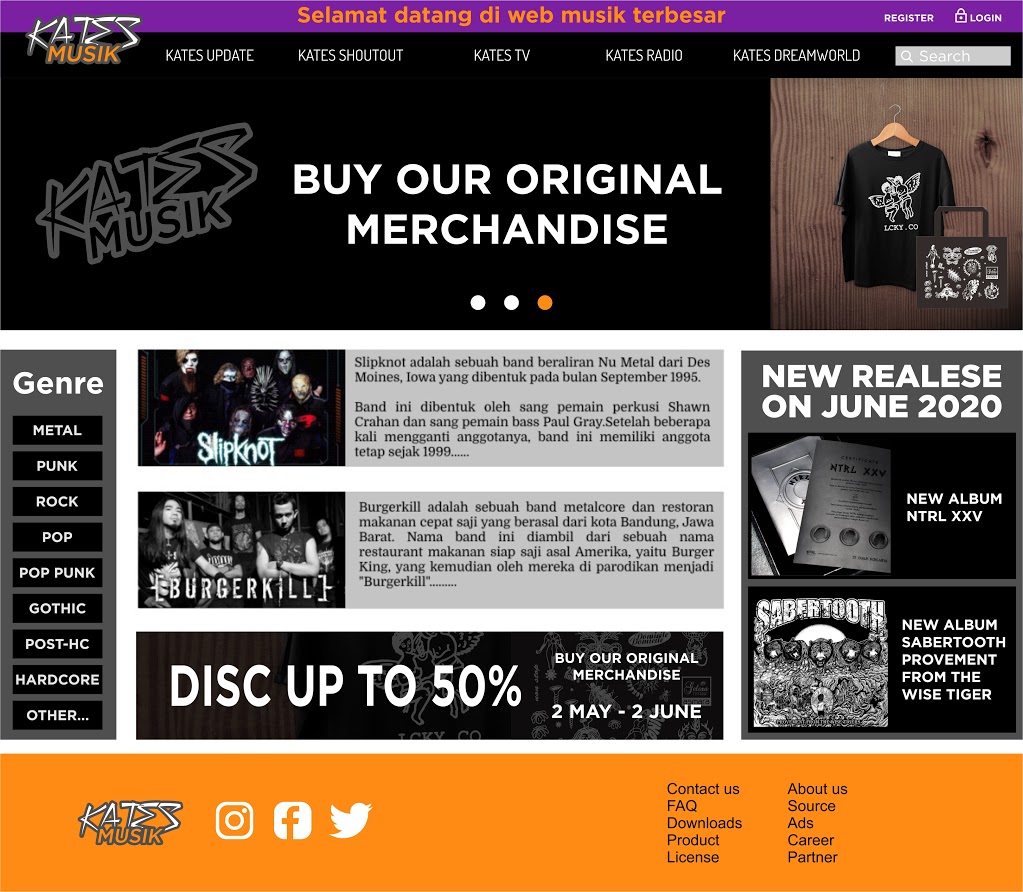 Selamat datang di web musik terbesar
REGISTER
LOGIN
KATES
MUSIK
KATES UPDATE
KATES SHOUTOUT
KATES TV
KATES RADIO
KATES DREAMWORLD
Search
KATES
MUSIK
BUY OUR ORIGINAL
MERCHANDISE
LCKY.CO
Genre
METAL
PUNK
ROCK
POP
POP PUNK
GOTHIC
POST-HC
HARDCORE
OTHER...
SLIPKNOT
Slipknot adalah sebuah band beraliran Nu Metal dari Des
Moines, Iowa yang dibentuk pada bulan September 1995.
Band ini dibentuk oleh sang pemain perkusi Shawn
Crahan dan sang pemain bass Paul Gray.Setelah beberapa
kali mengganti anggotanya, band ini memiliki anggota
tetap sejak 1999......
[BURGERKILL]
Burgerkill adalah sebuah band metalcore dan restoran
makanan cepat saji yang berasal dari kota Bandung, Jawa
Barat. Nama band ini diambil dari sebuah nama
restaurant makanan siap saji asal Amerika, yaitu Burger
King, yang kemudian oleh mereka di parodikan menjadi
"Burgerkill".........
DISC UP TO 50%
BUY OUR ORIGINAL
MERCHANDISE
2 MAY - 2 JUNE
LCKY.CO
NEW REALESE
ON JUNE 2020
CERTIFICATE
NTRL XXV
NEW ALBUM
NTRL XXV
SABERTOOTH
NEW ALBUM
SABERTOOTH
PROVEMENT
FROM THE
WISE TIGER
KATES
MUSIK
Contact us
FAQ
Downloads
Product
License
About us
Source
Ads
Career
Partner